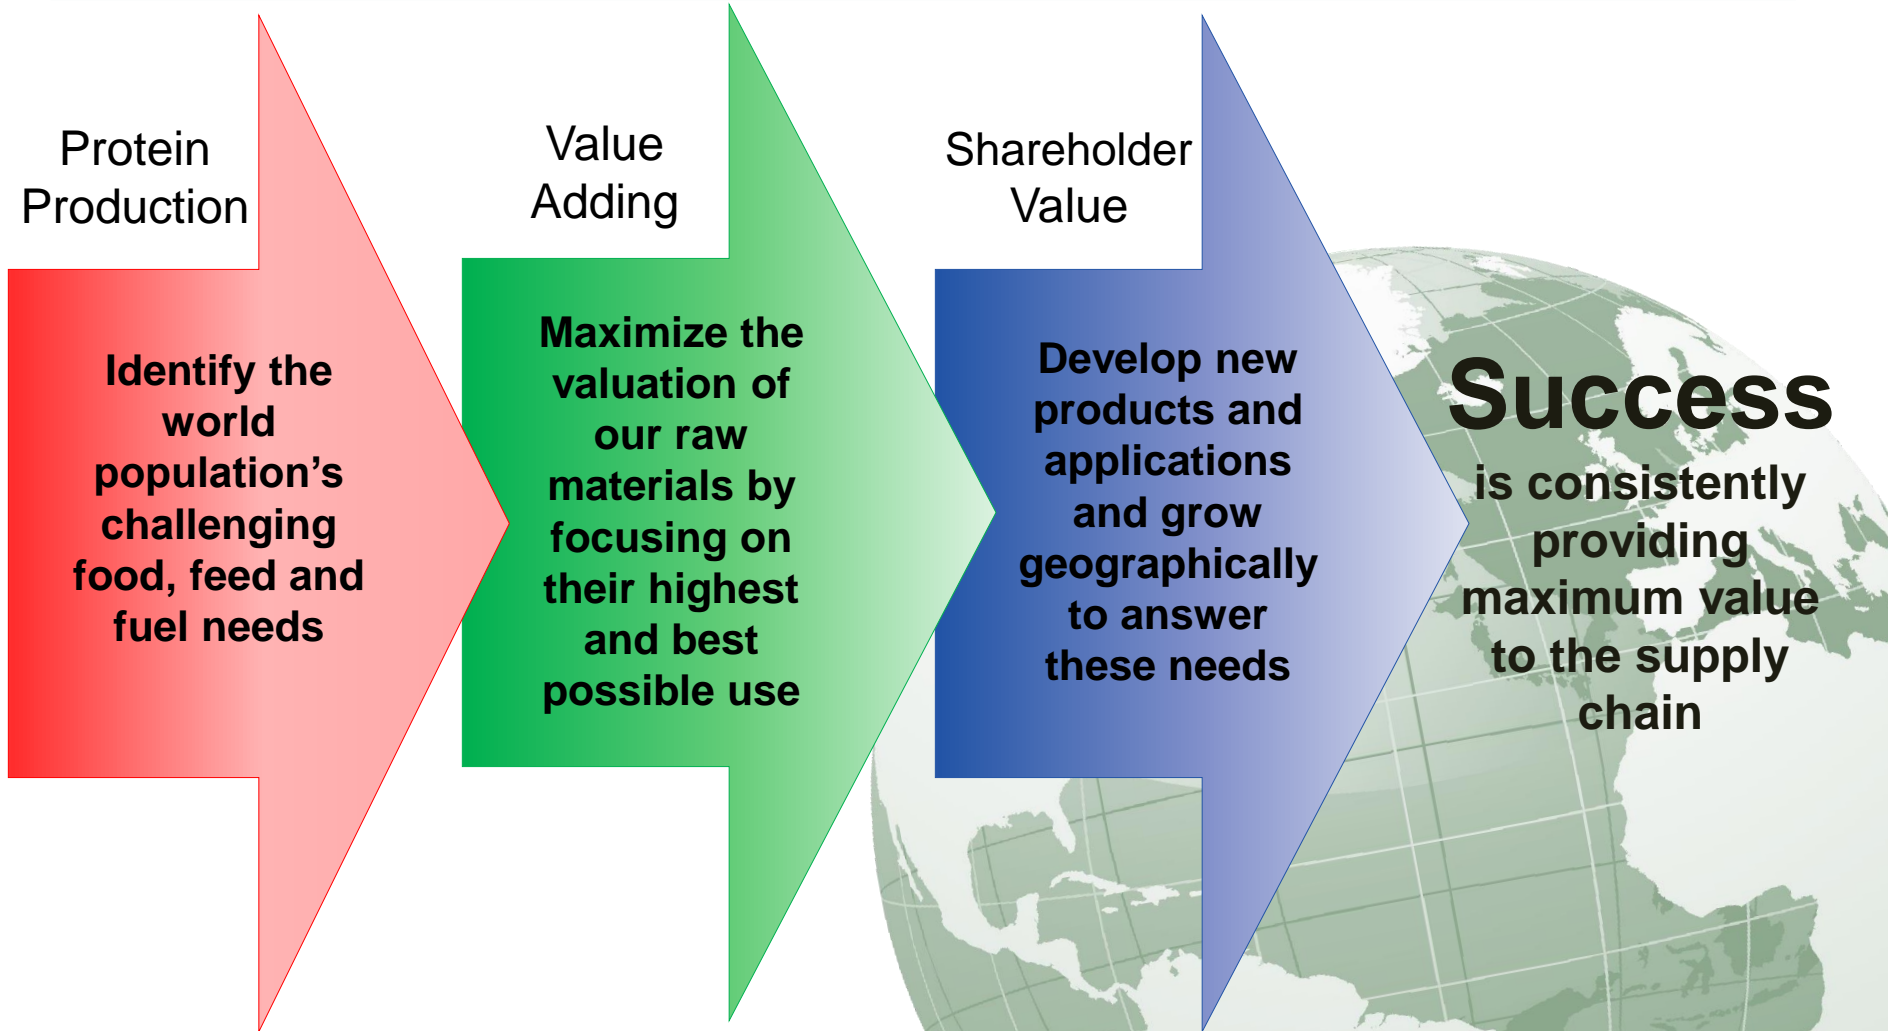 Protein
Production
Identify the
world
population’s
challenging
food, feed and
fuel needs
Value
Adding
Maximize the
valuation of
our raw
materials by
focusing on
their highest
and best
possible use
Shareholder
Value
Develop new
products and
applications
and grow
geographically
to answer
these needs
Success
is consistently
providing
maximum value
to the supply
chain